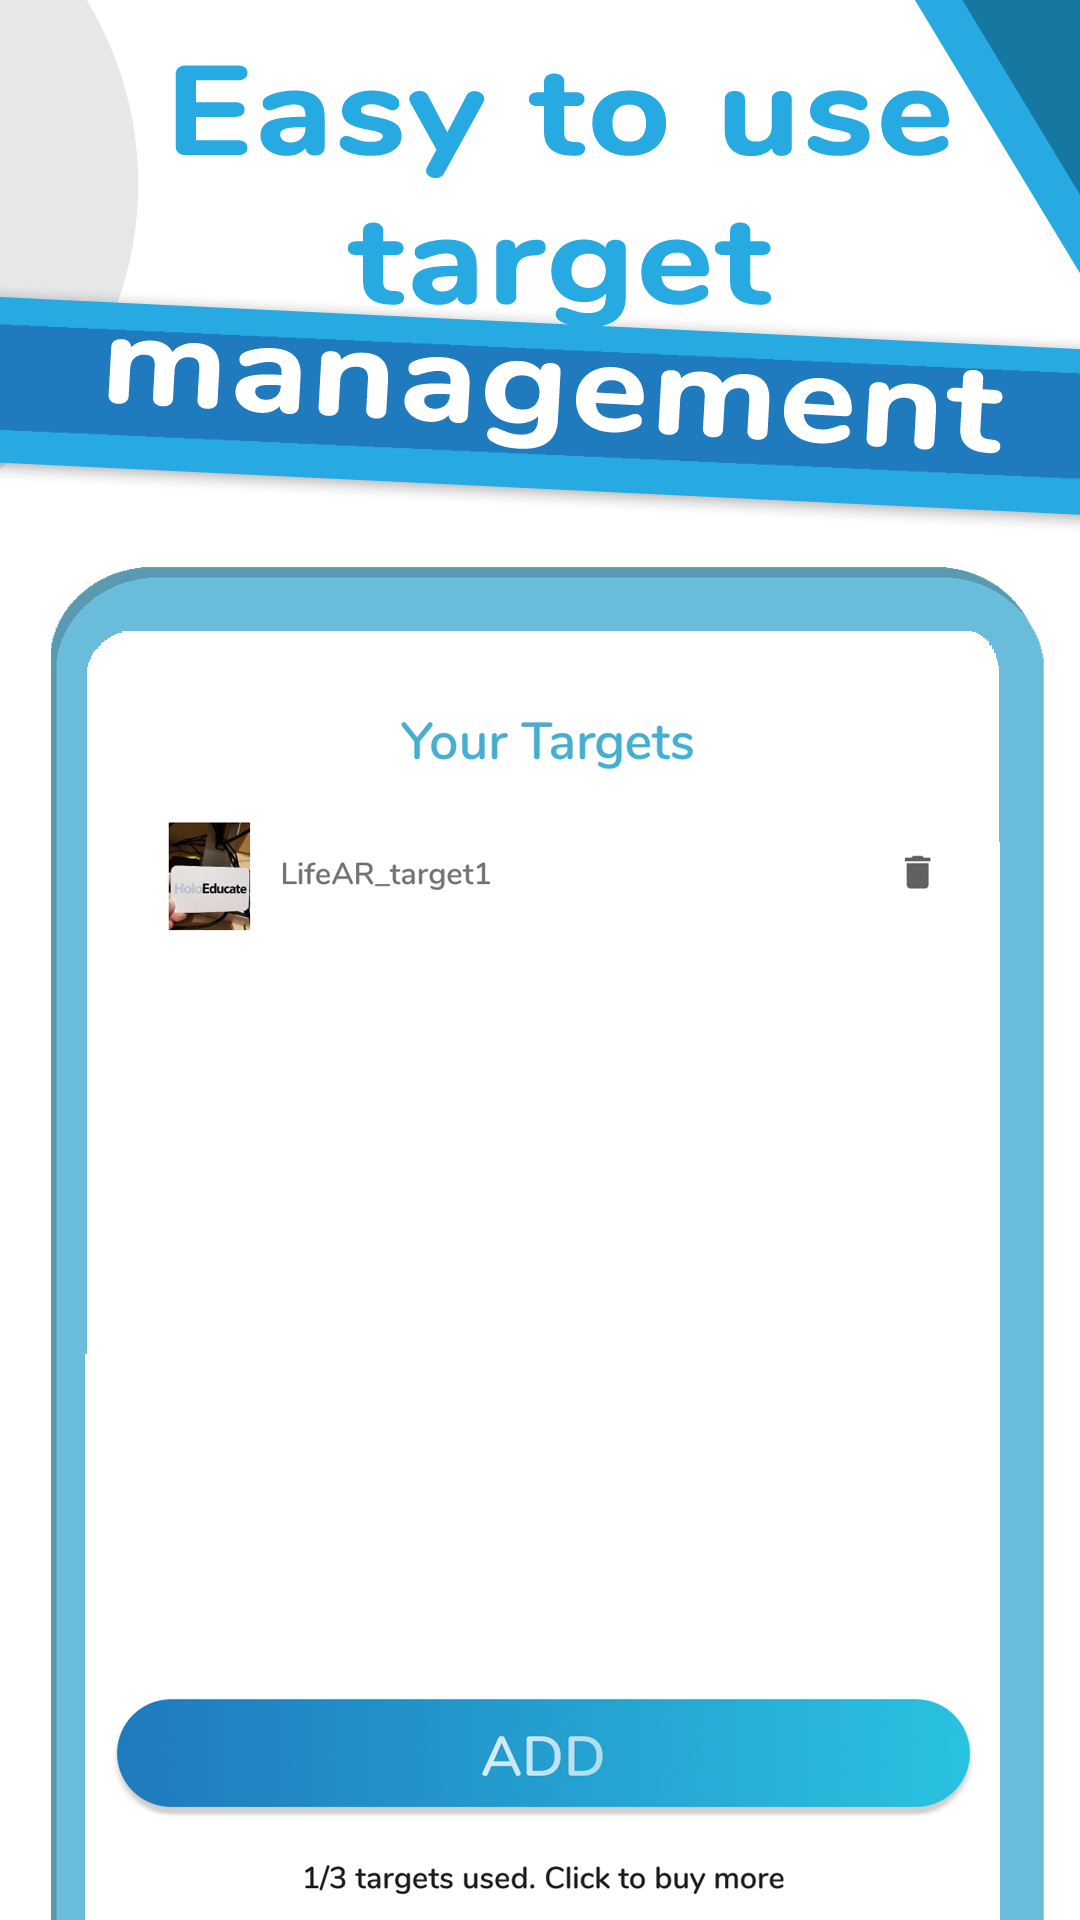 Easy to use
target
management
Your Targets
HoloEducate
LifeAR_target1
ADD
1/3 targets used. Click to buy more